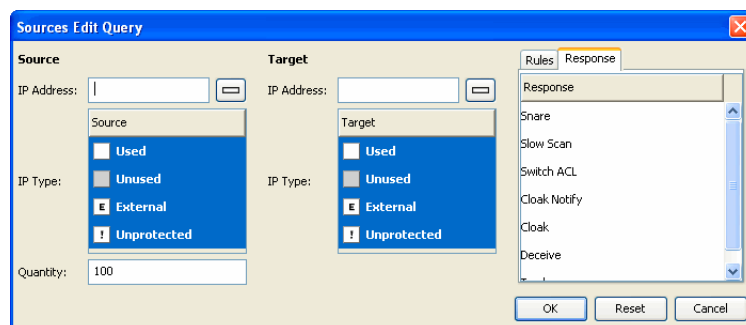 Sources Edit Query
Source
IP Address:
Source
Used
Unused
E External
! Unprotected
IP Type:
Quantity: 100
Target
IP Address:
Target
Used
Unused
E External
! Unprotected
IP Type:
Rules Response
Response
Snare
Slow Scan
Switch ACL
Cloak Notify
Cloak
Deceive
OK Reset Cancel